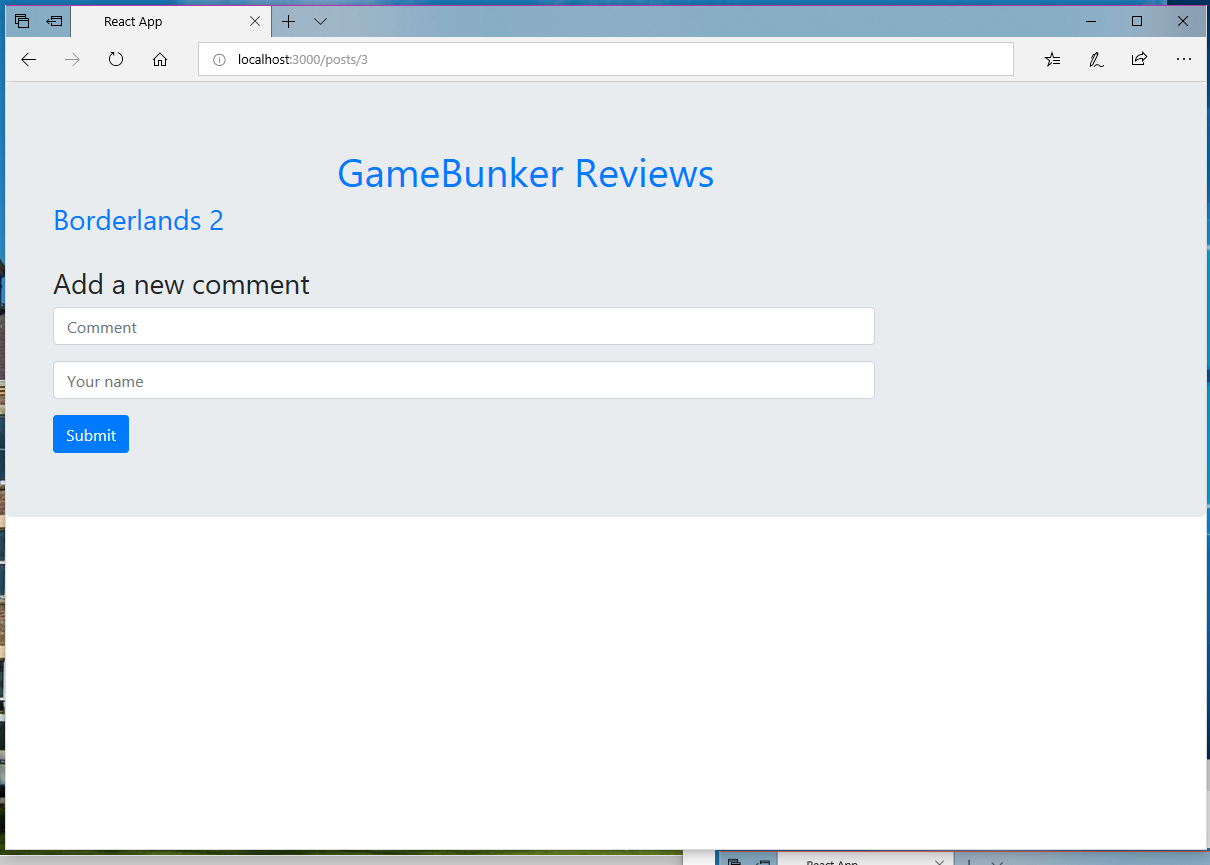 React App
localhost:3000/posts/3
GameBunker Reviews
Borderlands 2
Add a new comment
Comment
Your name
Submit
React App